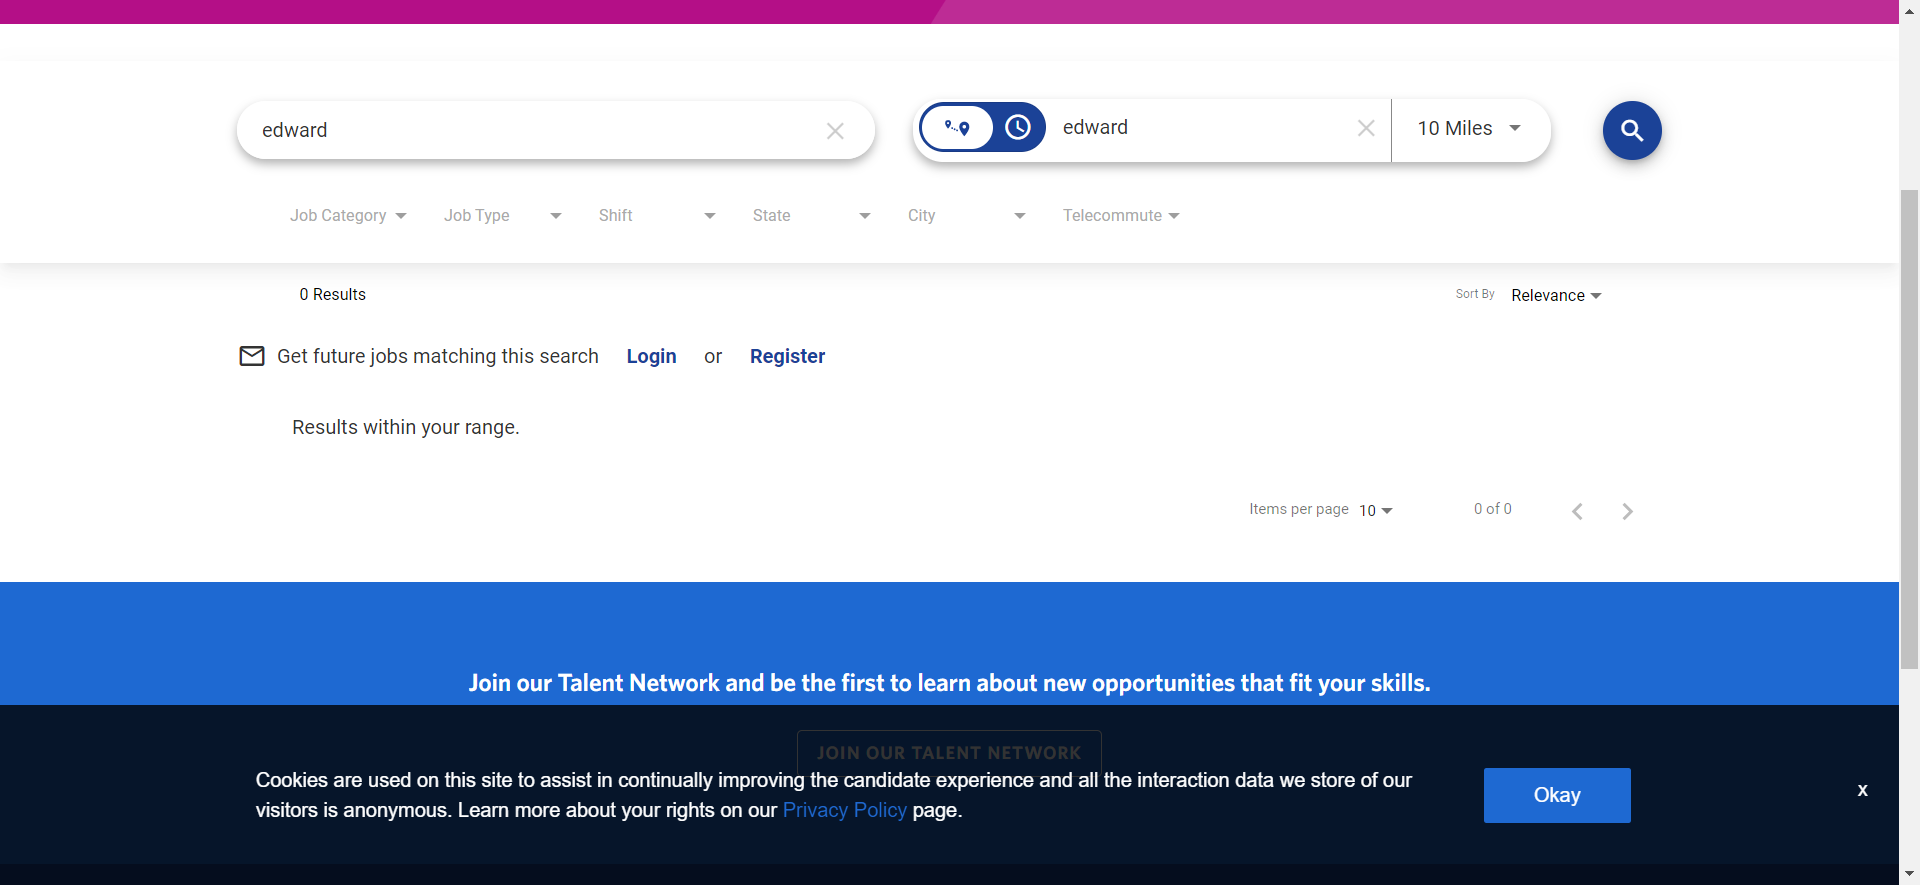 edward
edward
10 Miles
Job Category
Job Type
Shift
State
City
Telecommute
0 Results
Sort By
Relevance
Get future jobs matching this search Login or Register
Results within your range.
Items per page 10
0 of 0
Join our Talent Network and be the first to learn about new opportunities that fit your skills.
JOIN OUR TALENT NETWORK
Cookies are used on this site to assist in continually improving the candidate experience and all the interaction data we store of our
visitors is anonymous. Learn more about your rights on our Privacy Policy page.
Okay
x